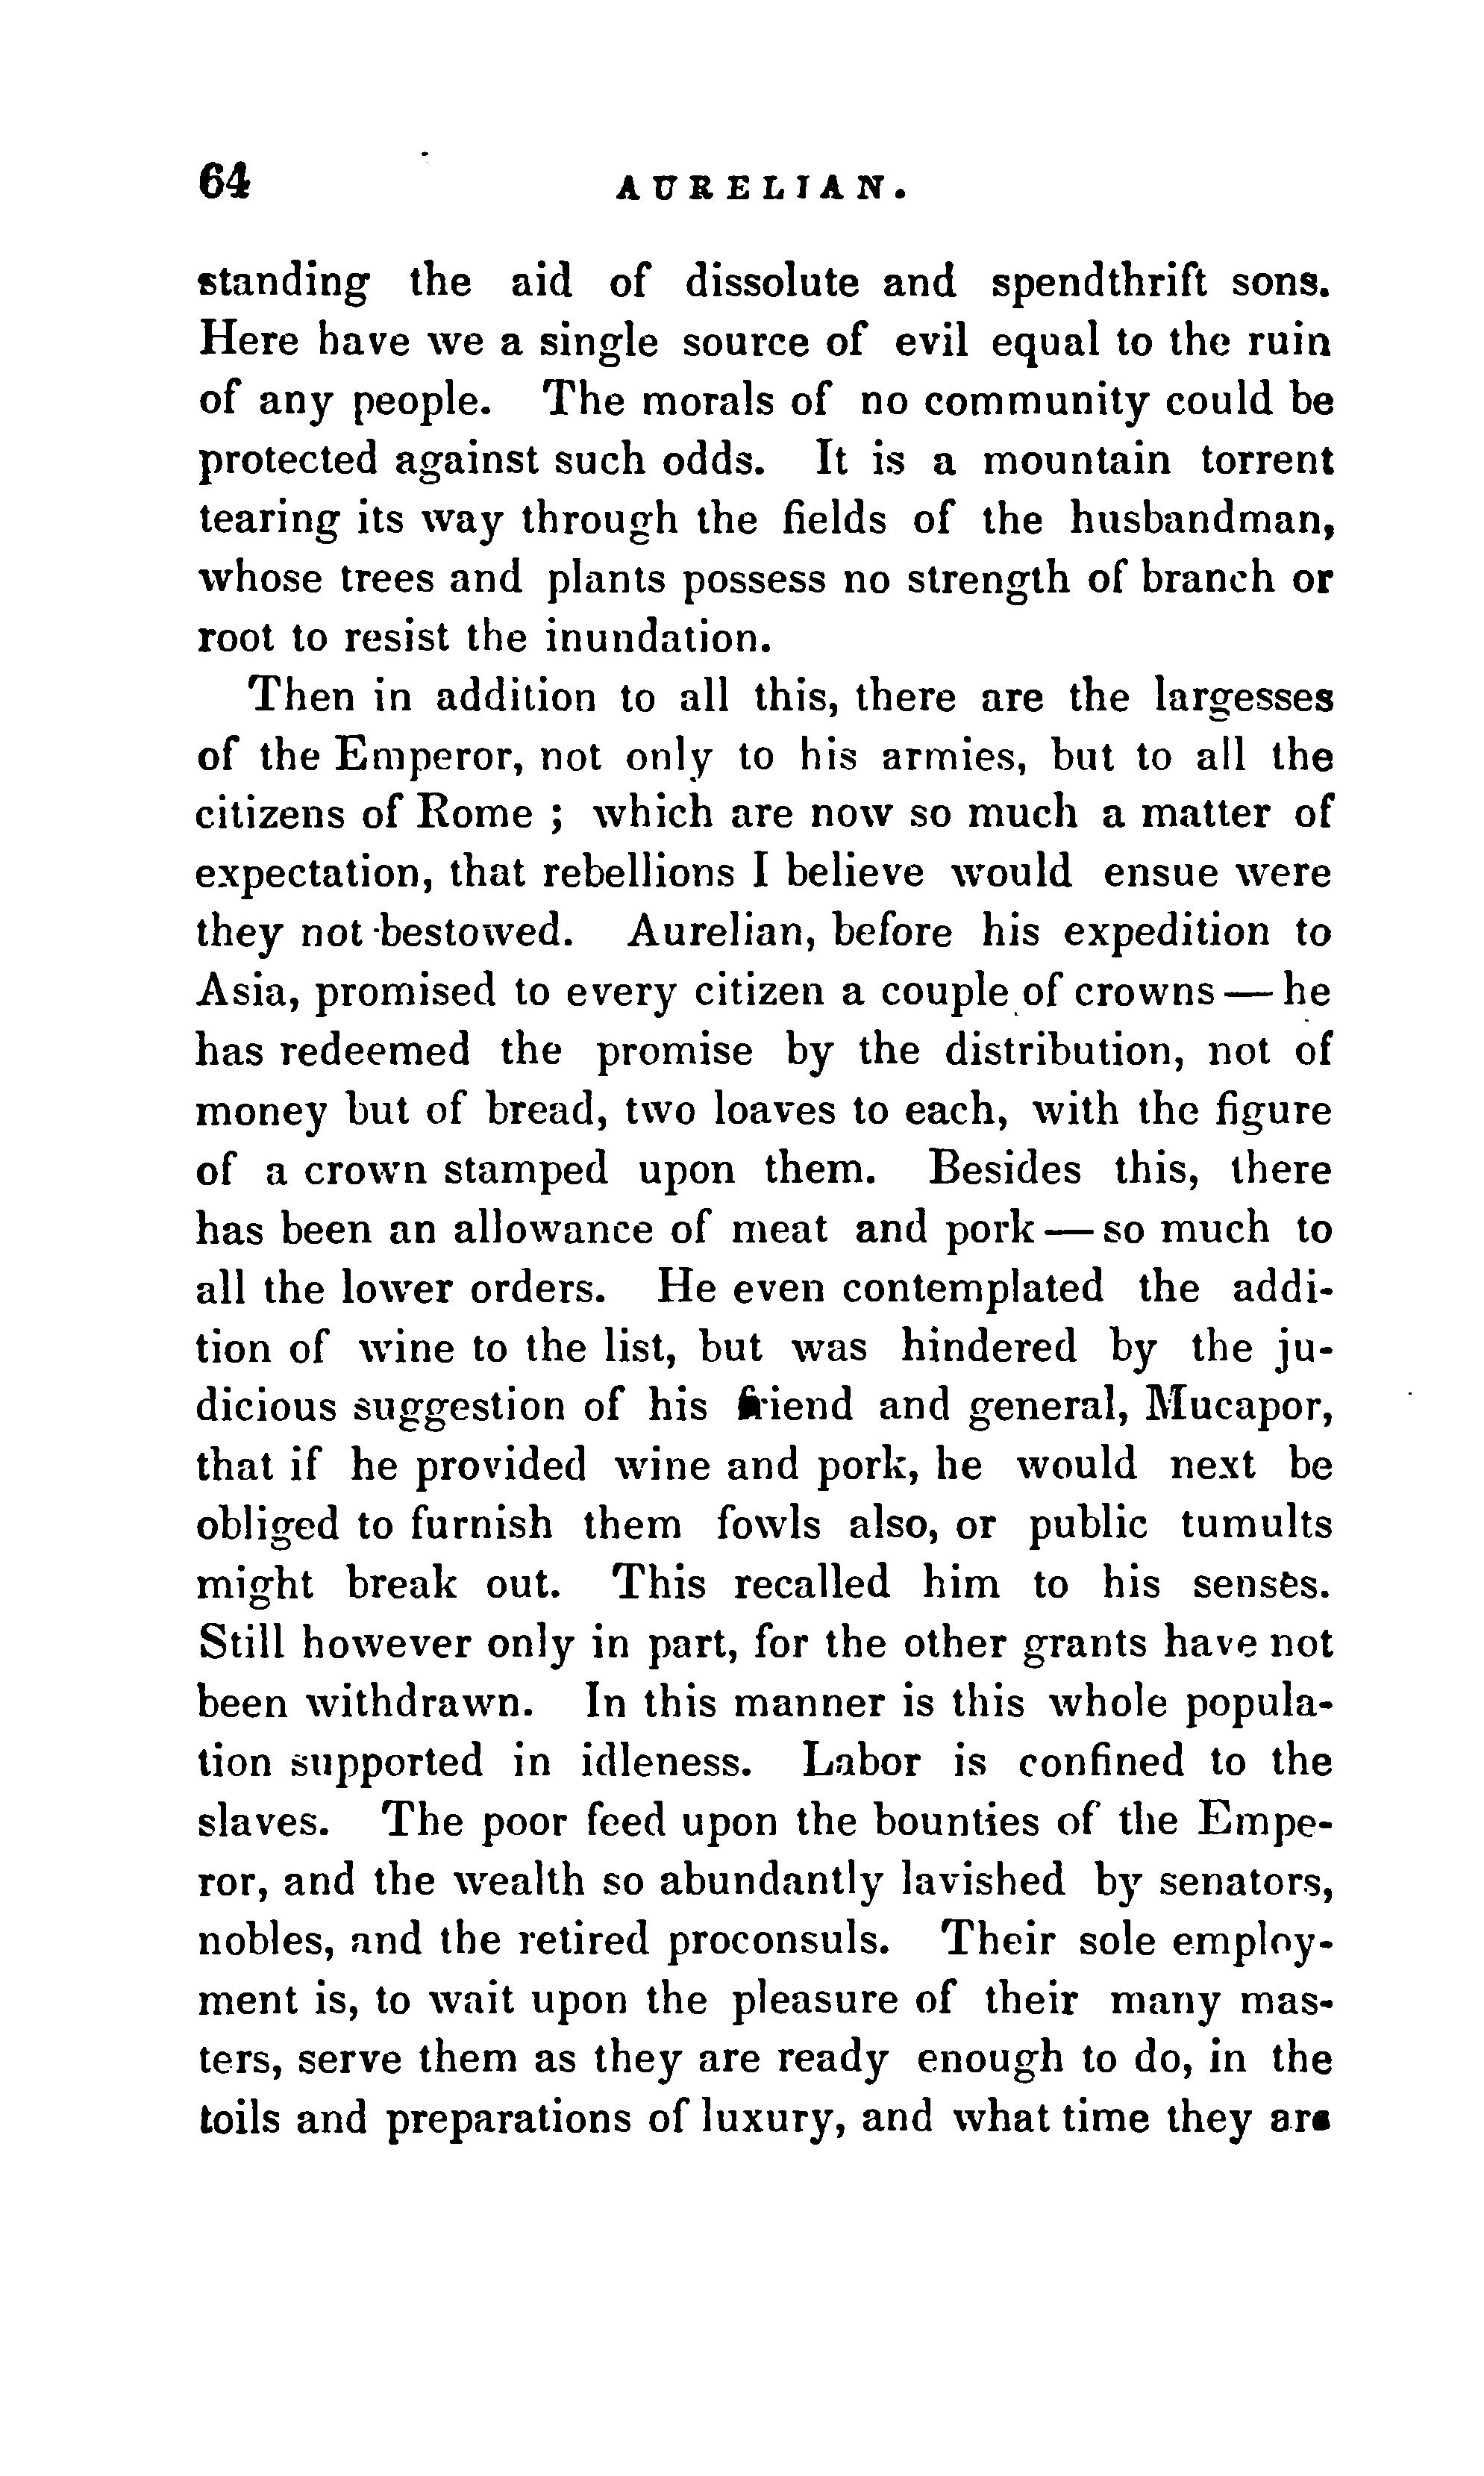 64 AURELIAN.
standing the aid of dissolute and spendthrift sons.
Here have we a single source of evil equal to the ruin
of any people. The morals of no community could be
protected against such odds. It is a mountain torrent
tearing its way through the fields of the husbandman,
whose trees and plants possess no strength of branch or
root to resist the inundation.
Then in addition to all this, there are the largesses
of the Emperor, not only to his armies, but to all the
citizens of Rome ; which are now so much a matter of
expectation, that rebellions I believe would ensue were
they not bestowed. Aurelian, before his expedition to
Asia, promised to every citizen a couple of crowns — he
has redeemed the promise by the distribution, not of
money but of bread, two loaves to each, with the figure
of a crown stamped upon them. Besides this, there
has been an allowance of meat and pork — so much to
all the lower orders. He even contemplated the addi-
tion of wine to the list, but was hindered by the ju-
dicious suggestion of his friend and general, Mucapor,
that if he provided wine and pork, he would next be
obliged to furnish them fowls also, or public tumults
might break out. This recalled him to his senses.
Still however only in part, for the other grants have not
been withdrawn. In this manner is this whole popula-
tion supported in idleness. Labor is confined to the
slaves. The poor feed upon the bounties of the Empe-
ror, and the wealth so abundantly lavished by senators,
nobles, and the retired proconsuls. Their sole employ-
ment is, to wait upon the pleasure of their many mas-
ters, serve them as they are ready enough to do, in the
toils and preparations of luxury, and what time they are